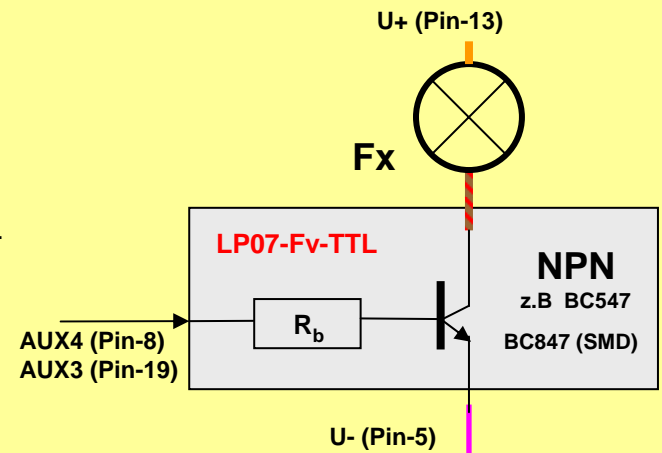 U+ (Pin-13)
Fx
LP07-Fv-TTL
NPN
z.B BC547
Rb
BC847 (SMD)
AUX4 (Pin-8)
AUX3 (Pin-19)
U- (Pin-5)